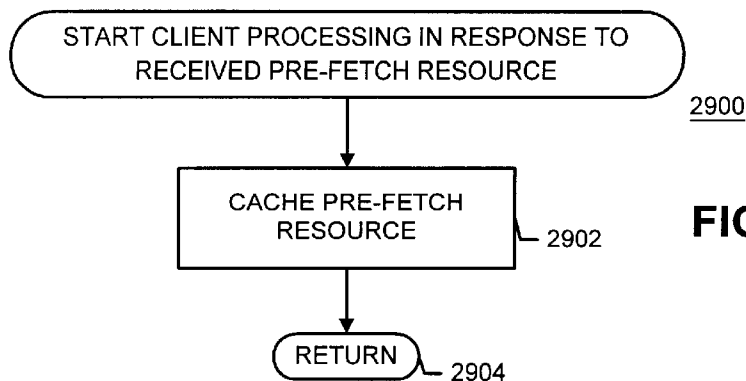 START CLIENT PROCESSING IN RESPONSE TO
RECEIVED PRE-FETCH RESOURCE
2900
CACHE PRE-FETCH
RESOURCE
2902
RETURN
2904